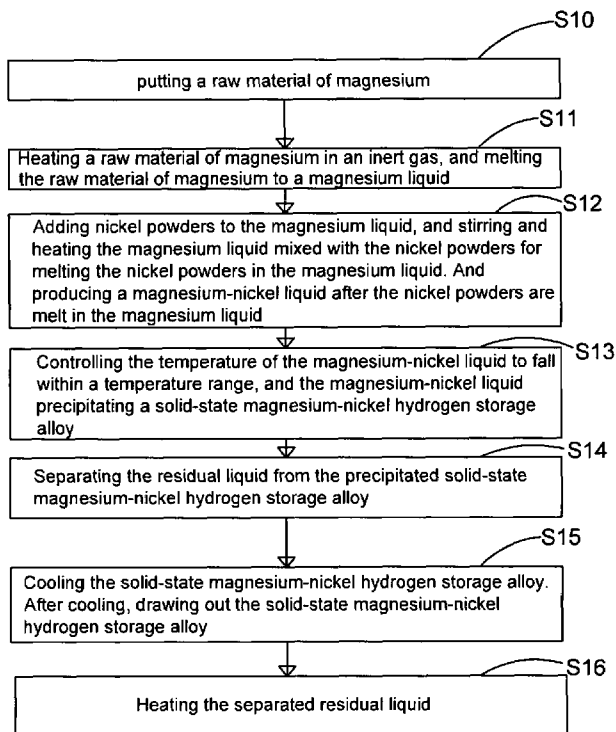 S10
putting a raw material of magnesium
S11
Heating a raw material of magnesium in an inert gas, and melting
the raw material of magnesium to a magnesium liquid
S12
Adding nickel powders to the magnesium liquid, and stirring and
heating the magnesium liquid mixed with the nickel powders for
melting the nickel powders in the magnesium liquid. And
producing a magnesium-nickel liquid after the nickel powders are
melt in the magnesium liquid
S13
Controlling the temperature of the magnesium-nickel liquid to fall
within a temperature range, and the magnesium-nickel liquid
precipitating a solid-state magnesium-nickel hydrogen storage
alloy
S14
Separating the residual liquid from the precipitated solid-state
magnesium-nickel hydrogen storage alloy
S15
Cooling the solid-state magnesium-nickel hydrogen storage alloy.
After cooling, drawing out the solid-state magnesium-nickel
hydrogen storage alloy
S16
Heating the separated residual liquid